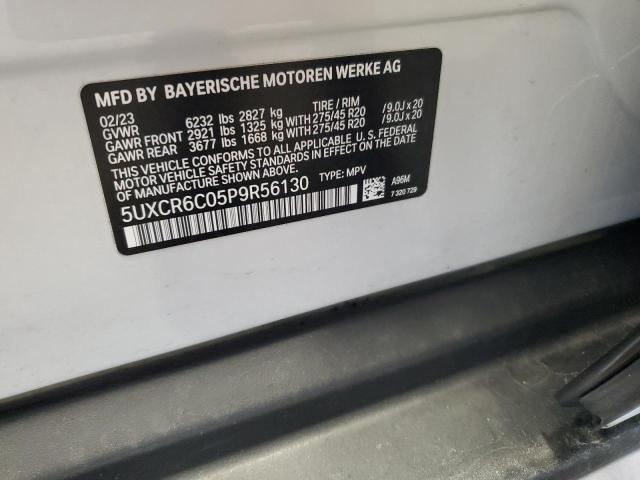 MFD BY BAYERISCHE MOTOREN WERKE AG
02/23 TIRE / RIM
GVWR 6232 lbs 2827 kg
GAWR FRONT 2921 lbs 1325 kg WITH 275/45 R20 /9.0J x 20
GAWR REAR 3677 lbs 1668 kg WITH 275/45 R20 /9.0J x 20
THIS VEHICLE CONFORMS TO ALL APPLICABLE U.S. FEDERAL
MOTOR VEHICLE SAFETY STANDARDS IN EFFECT ON THE DATE
OF MANUFACTURE SHOWN ABOVE.
5UXCR6C05P9R56130 TYPE: MPV
A96M
7 320 729